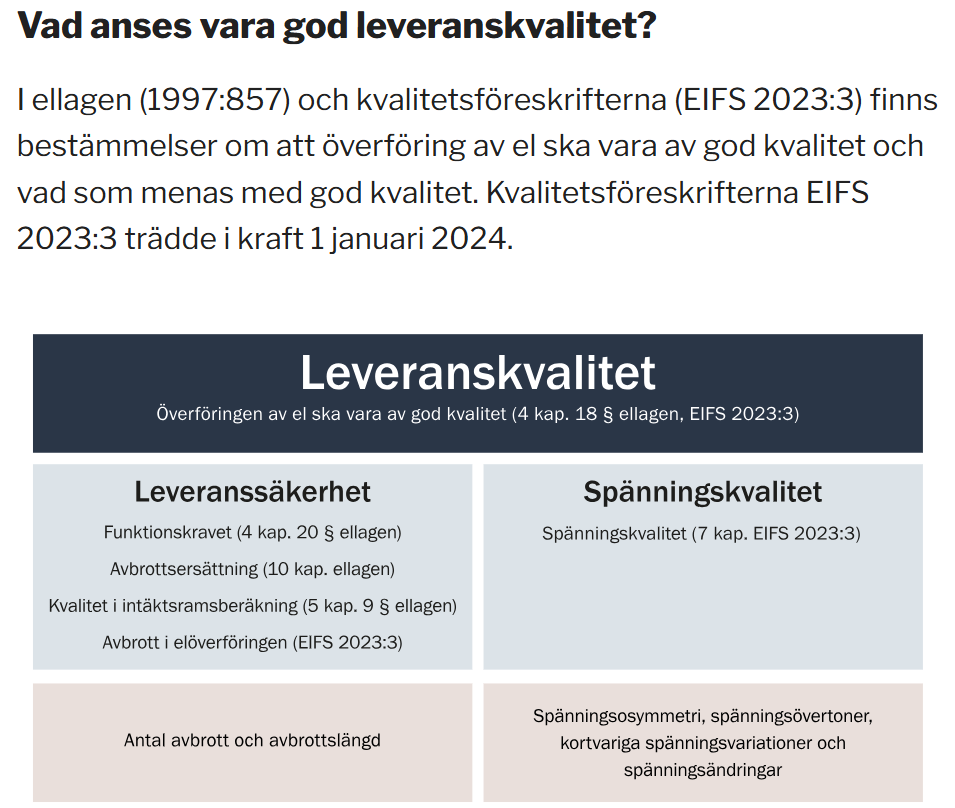 Vad anses vara god leveranskvalitet?
I ellagen (1997:857) och kvalitetsföreskrifterna (EIFS 2023:3) finns
bestämmelser om att överföring av el ska vara av god kvalitet och
vad som menas med god kvalitet. Kvalitetsföreskrifterna EIFS
2023:3 trädde i kraft 1 januari 2024.
Leveranskvalitet
Överföringen av el ska vara av god kvalitet (4 kap. 18 § ellagen, EIFS 2023:3)
Leveranssäkerhet
Funktionskravet (4 kap. 20 § ellagen)
Avbrottsersättning (10 kap. ellagen)
Kvalitet i intäktsramsberäkning (5 kap. 9 § ellagen)
Avbrott i elöverföringen (EIFS 2023:3)
Spänningskvalitet
Spänningskvalitet (7 kap. EIFS 2023:3)
Antal avbrott och avbrottslängd
Spänningsosymmetri, spänningsövertoner,
kortvariga spänningsvariationer och
spänningsändringar